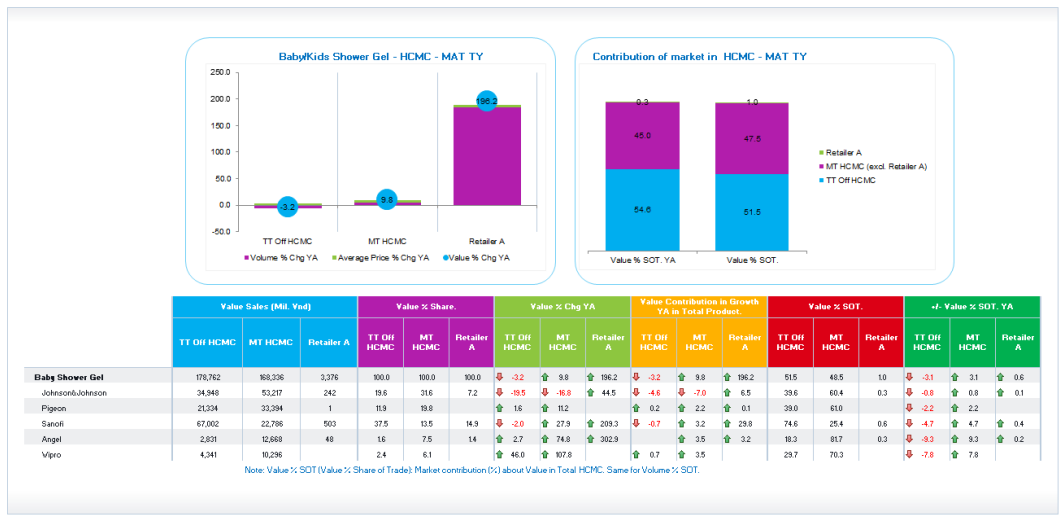 Baby/Kids Shower Gel - HCMC - MAT TY
250.0
200.0
150.0
100.0
50.0
0.0
-50.0
-3.2
9.8
196.2
TT Off HCMC MT HCMC Retailer A
Volume % Chg YA Average Price % Chg YA Value % Chg YA
Contribution of market in HCMC - MAT TY
0.3 1.0
45.0 47.5
54.6 51.5
Value % SOT. YA Value % SOT.
Retailer A
MT HCMC (excl. Retailer A)
TT Off HCMC
Value Sales (Mil. Vnd) Value % Share. Value % Chg YA Value Contribution in Growth YA in Total Product. Value % SOT. +/- Value % SOT. YA
TT Off HCMC MT HCMC Retailer A TT Off HCMC MT HCMC Retailer A TT Off HCMC MT HCMC Retailer A TT Off HCMC MT HCMC Retailer A TT Off HCMC MT HCMC Retailer A TT Off HCMC MT HCMC Retailer A
Baby Shower Gel 178,762 168,336 3,376 100.0 100.0 100.0 -3.2 9.8 196.2 -3.2 9.8 196.2 51.5 48.5 1.0 -3.1 3.1 0.6
Johnson&Johnson 34,948 53,217 242 19.6 31.6 7.2 -19.5 -16.8 44.5 -4.6 -7.0 6.5 39.6 60.4 0.3 -0.8 0.8 0.1
Pigeon 21,334 33,394 1 11.9 19.8 1.6 11.2 0.2 2.2 0.1 39.0 61.0 -2.2 2.2
Sanofi 67,002 22,786 503 37.5 13.5 14.9 -2.0 27.9 209.3 -0.7 3.2 29.8 74.6 25.4 0.6 -4.7 4.7 0.4
Angel 2,831 12,668 48 1.6 7.5 1.4 2.7 74.8 302.9 3.5 3.2 18.3 81.7 0.3 -9.3 9.3 0.2
Wipro 4,341 10,296 2.4 6.1 46.0 107.8 0.7 3.5 29.7 70.3 -7.8 7.8
Note: Value % SOT (Value % Share of Trade): Market contribution (%) about Value in Total HCMC. Same for Volume % SOT.